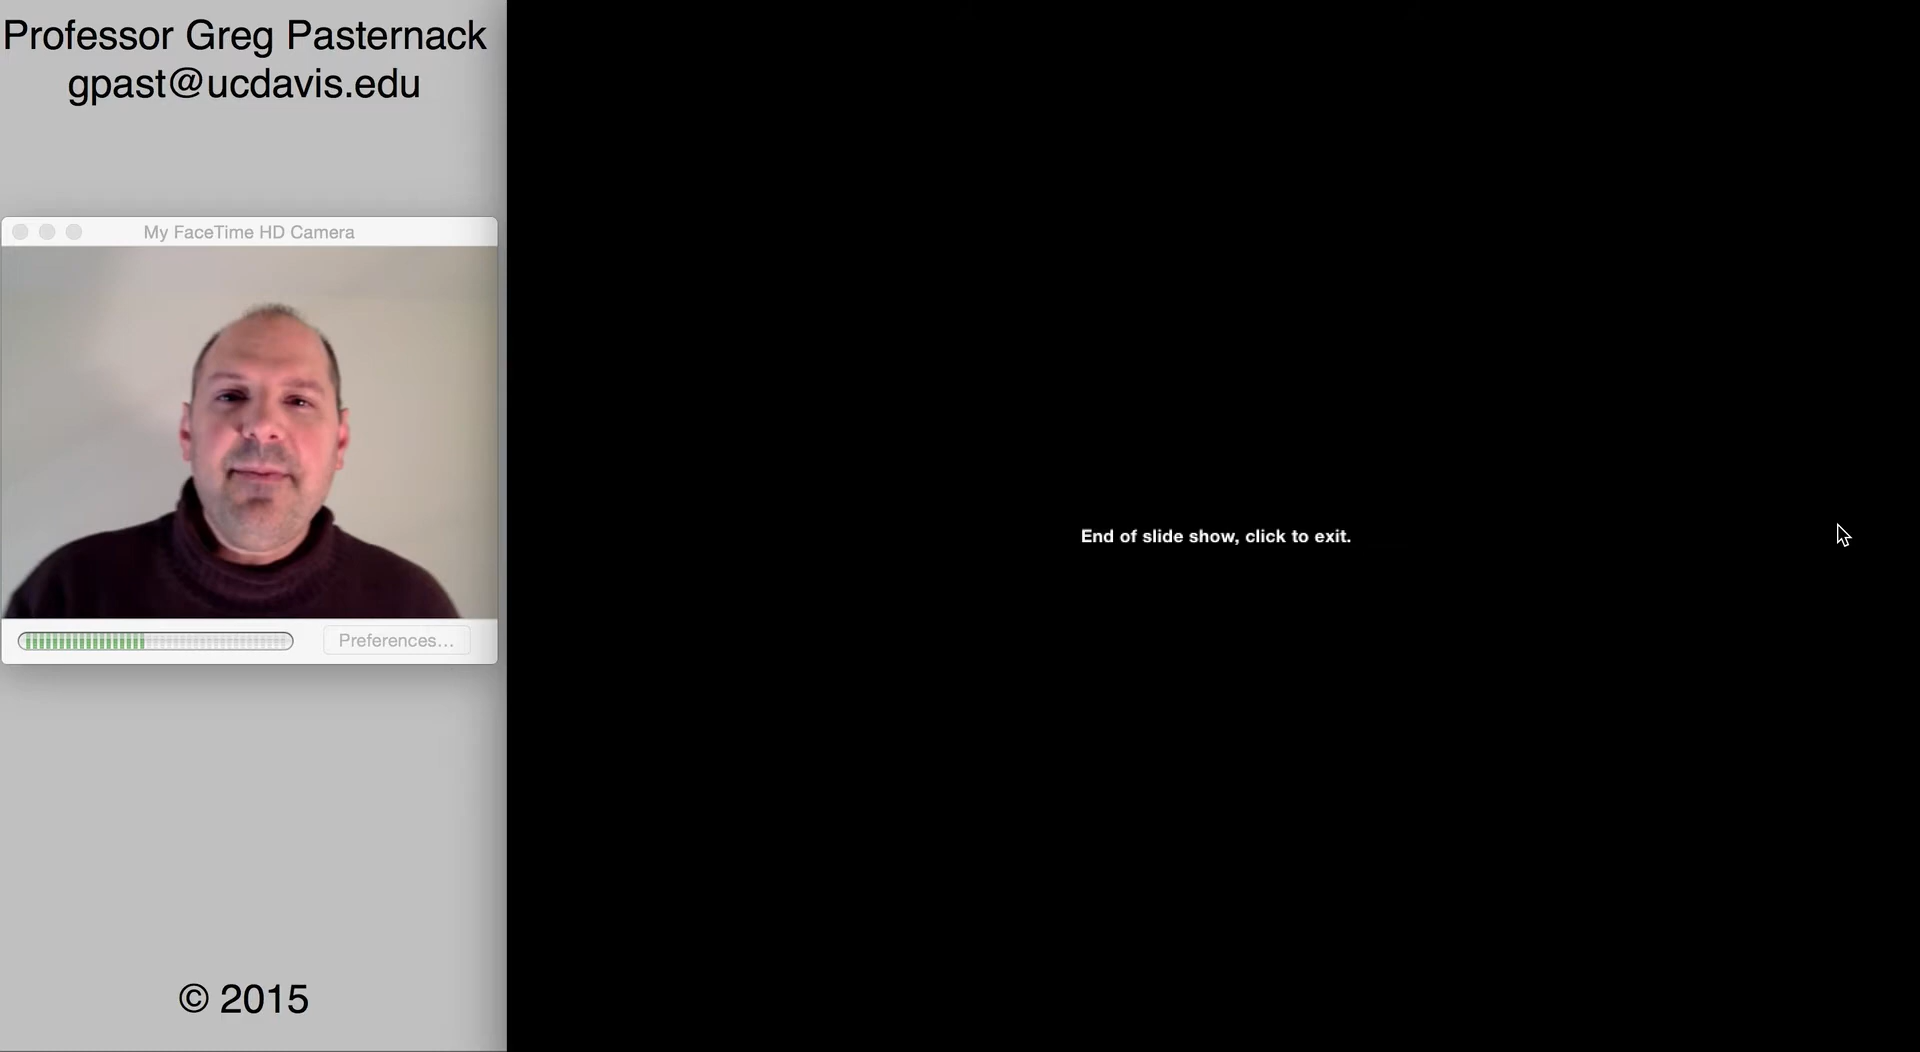 Professor Greg Pasternack
gpast@ucdavis.edu
My FaceTime HD Camera
Preferences...
© 2015
End of slide show, click to exit.